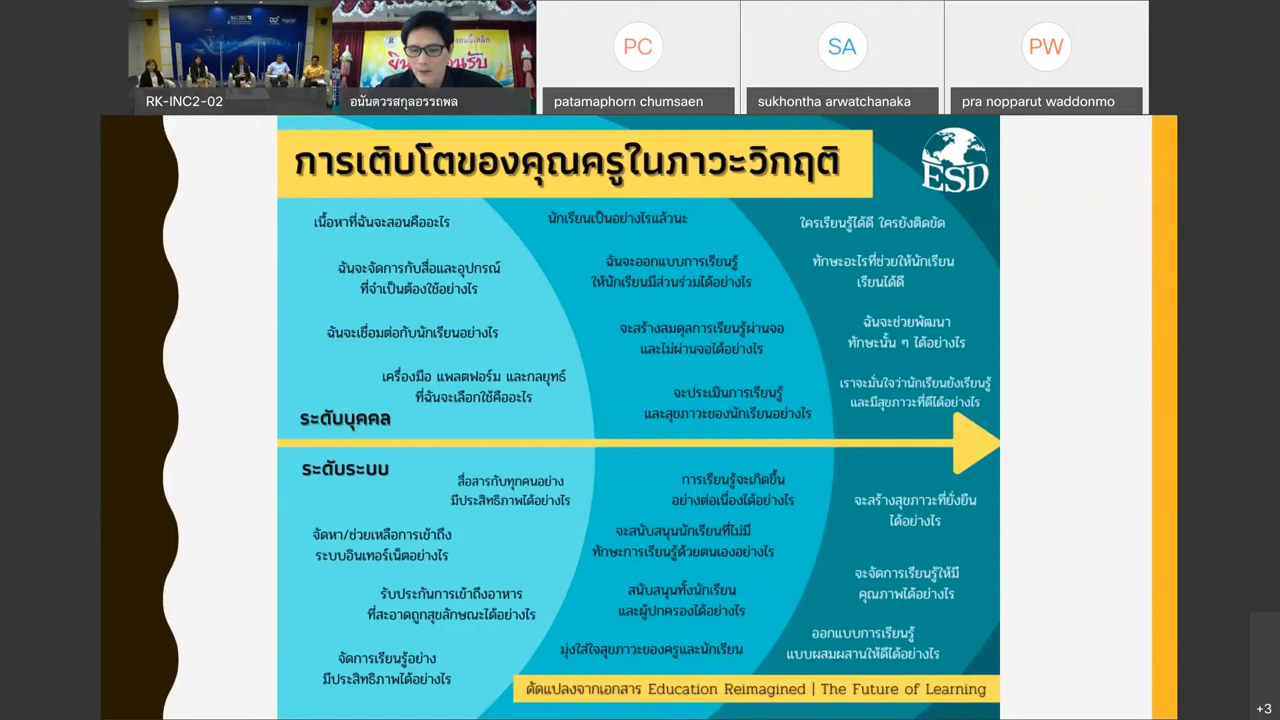 RK-INC2-02
อนันตวรสกุลอรรถพล
PC
patamaphorn chumsaen
SA
sukhontha arwatchanaka
PW
pra nopparut waddonmo
การเติบโตของคุณครูในภาวะวิกฤติ
ESD
เนื้อหาที่ฉันจะสอนคืออะไร
ฉันจะจัดการกับสื่อและอุปกรณ์
ที่จำเป็นต้องใช้อย่างไร
ฉันจะเชื่อมต่อกับนักเรียนอย่างไร
เครื่องมือ แพลตฟอร์ม และกลยุทธ์
ที่ฉันจะเลือกใช้คืออะไร
ระดับบุคคล
นักเรียนเป็นอย่างไรแล้วนะ
ฉันจะออกแบบการเรียนรู้
ให้นักเรียนมีส่วนร่วมได้อย่างไร
จะสร้างสมดุลการเรียนรู้ผ่านจอ
และไม่ผ่านจอได้อย่างไร
จะประเมินการเรียนรู้
และสุขภาวะของนักเรียนอย่างไร
ใครเรียนรู้ได้ดี ใครยังติดขัด
ทักษะอะไรที่ช่วยให้นักเรียน
เรียนได้ดี
ฉันจะช่วยพัฒนา
ทักษะนั้น ๆ ได้อย่างไร
เราจะมั่นใจว่านักเรียนยังเรียนรู้
และมีสุขภาวะที่ดีได้อย่างไร
ระดับระบบ
สื่อสารกับทุกคนอย่าง
มีประสิทธิภาพได้อย่างไร
จัดหา/ช่วยเหลือการเข้าถึง
ระบบอินเทอร์เน็ตอย่างไร
รับประกันการเข้าถึงอาหาร
ที่สะอาดถูกสุขลักษณะได้อย่างไร
จัดการเรียนรู้อย่าง
มีประสิทธิภาพได้อย่างไร
การเรียนรู้จะเกิดขึ้น
อย่างต่อเนื่องได้อย่างไร
จะสนับสนุนนักเรียนที่ไม่มี
ทักษะการเรียนรู้ด้วยตนเองอย่างไร
สนับสนุนทั้งนักเรียน
และผู้ปกครองได้อย่างไร
มุ่งใส่ใจสุขภาวะของครูและนักเรียน
จะสร้างสุขภาวะที่ยั่งยืน
ได้อย่างไร
จะจัดการเรียนรู้ให้มี
คุณภาพได้อย่างไร
ออกแบบการเรียนรู้
แบบผสมผสานให้ดีได้อย่างไร
ดัดแปลงจากเอกสาร Education Reimagined | The Future of Learning
+3